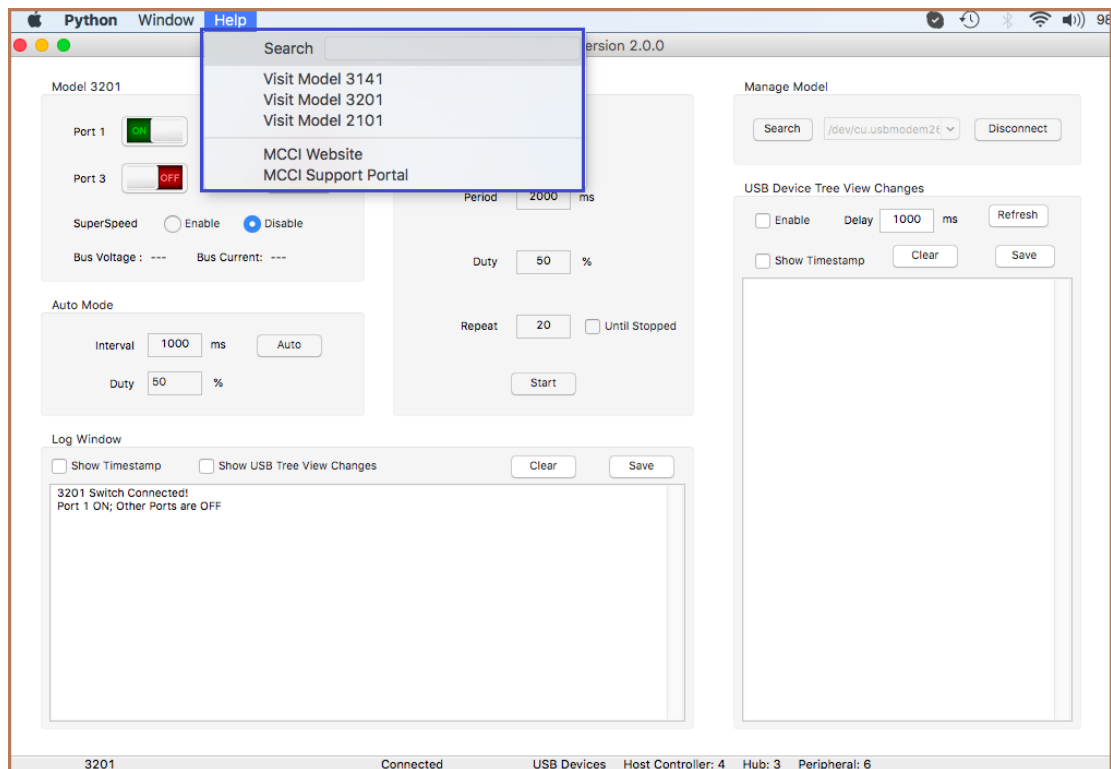 Python Window Help 98
ersion 2.0.0
Search
Visit Model 3141
Visit Model 3201
Visit Model 2101
MCCI Website
MCCI Support Portal
Model 3201
Port 1 ON
Port 3 OFF
SuperSpeed Enable Disable
Bus Voltage : --- Bus Current: ---
Auto Mode
Interval 1000 ms Auto
Duty 50 %
Period 2000 ms
Duty 50 %
Repeat 20 Until Stopped
Start
Manage Model
Search /dev/cu.usbmodem26 Disconnect
USB Device Tree View Changes
Enable Delay 1000 ms Refresh
Show Timestamp Clear Save
Log Window
Show Timestamp Show USB Tree View Changes Clear Save
3201 Switch Connected!
Port 1 ON; Other Ports are OFF
3201 Connected USB Devices Host Controller: 4 Hub: 3 Peripheral: 6